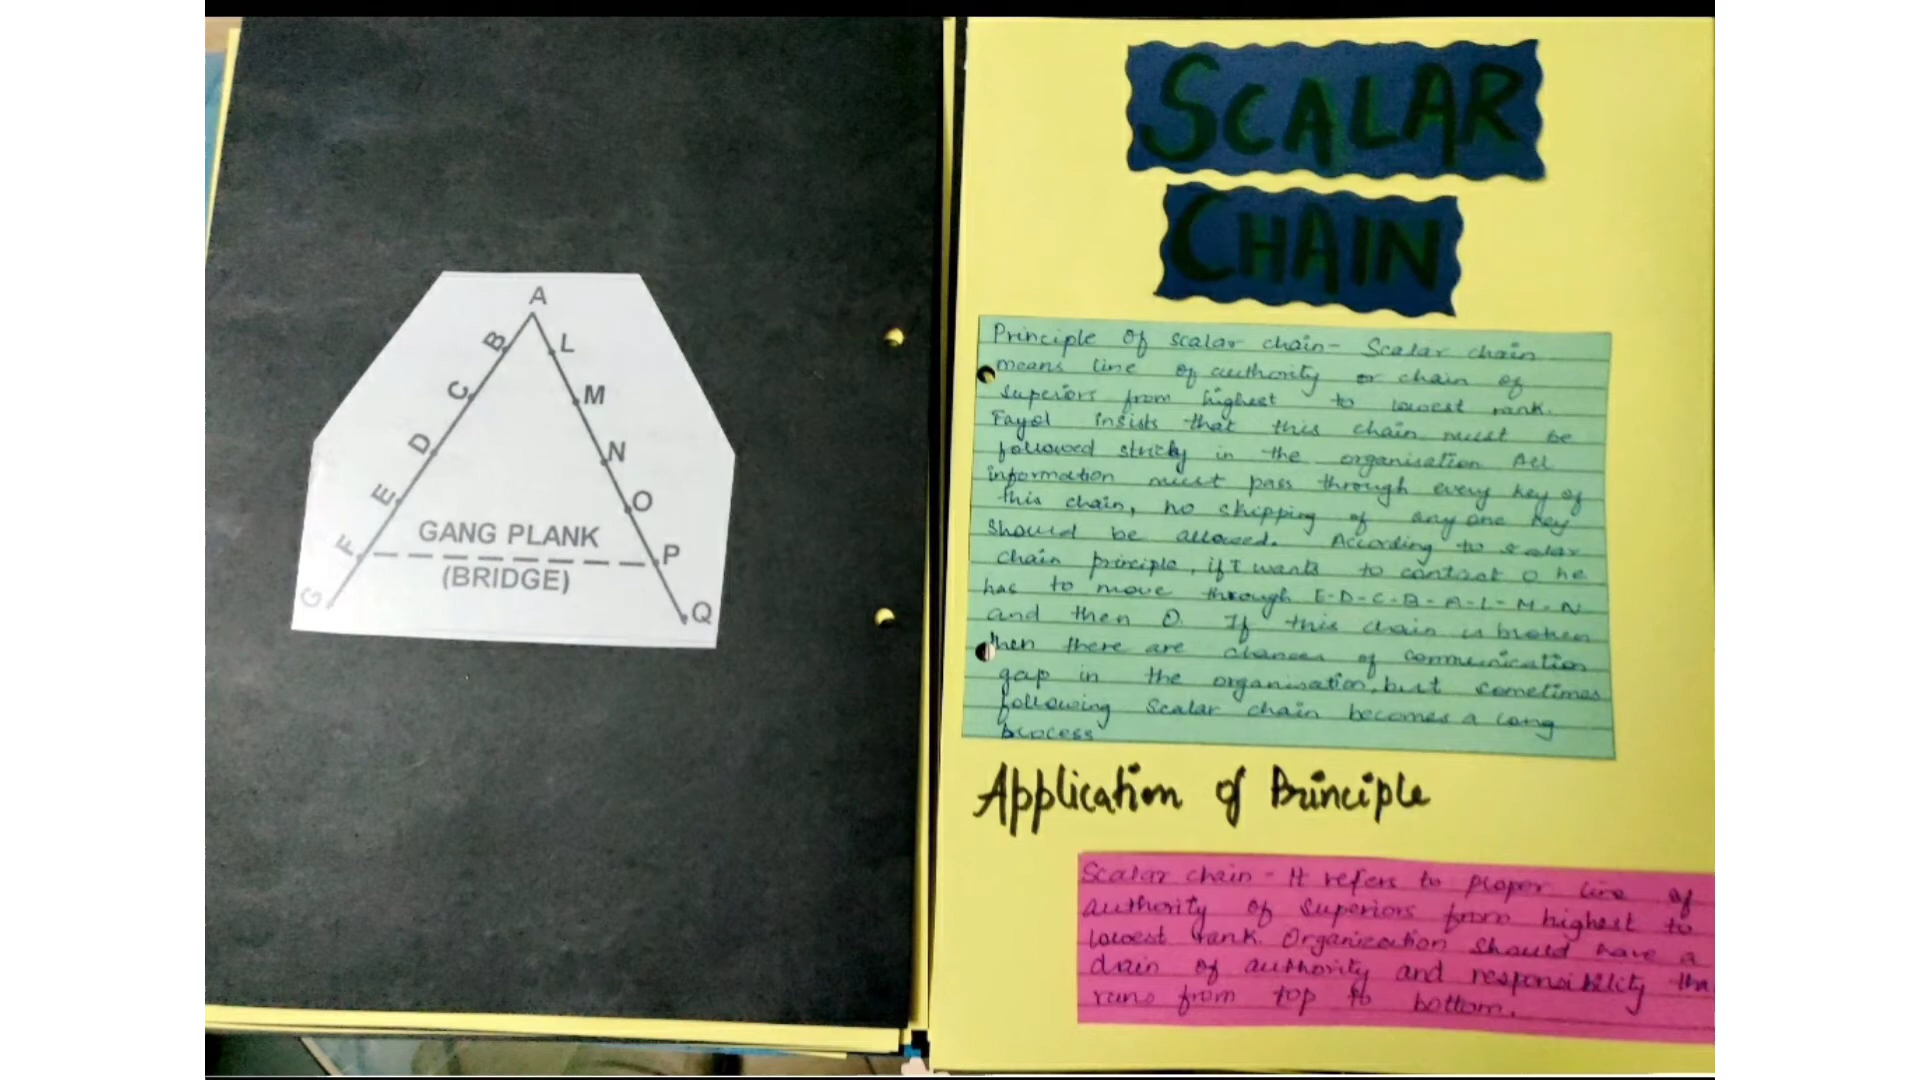 A
B
L
C
M
D
N
E
O
GANG PLANK
F
P
(BRIDGE)
G
Q
SCALAR
CHAIN
Principle of scalar chain- Scalar chain
means line of authority or chain of
superiors from highest to lowest rank.
Fayol insists that this chain must be
followed strictly in the organisation All
information must pass through every key of
this chain, no skipping of any one key
should be allowed. According to scalar
chain principle, if I wants to contact O he
has to move through E-D-C-B-A-L-M-N
and then O. If this chain is broken
then there are chances of communication
gap in the organisation, but sometimes
following scalar chain becomes a long
process
Application of Principle
Scalar chain - It refers to proper line of
authority of superiors from highest to
lowest rank. Organization should have a
chain of authority and responsibility tha
runs from top to bottom.